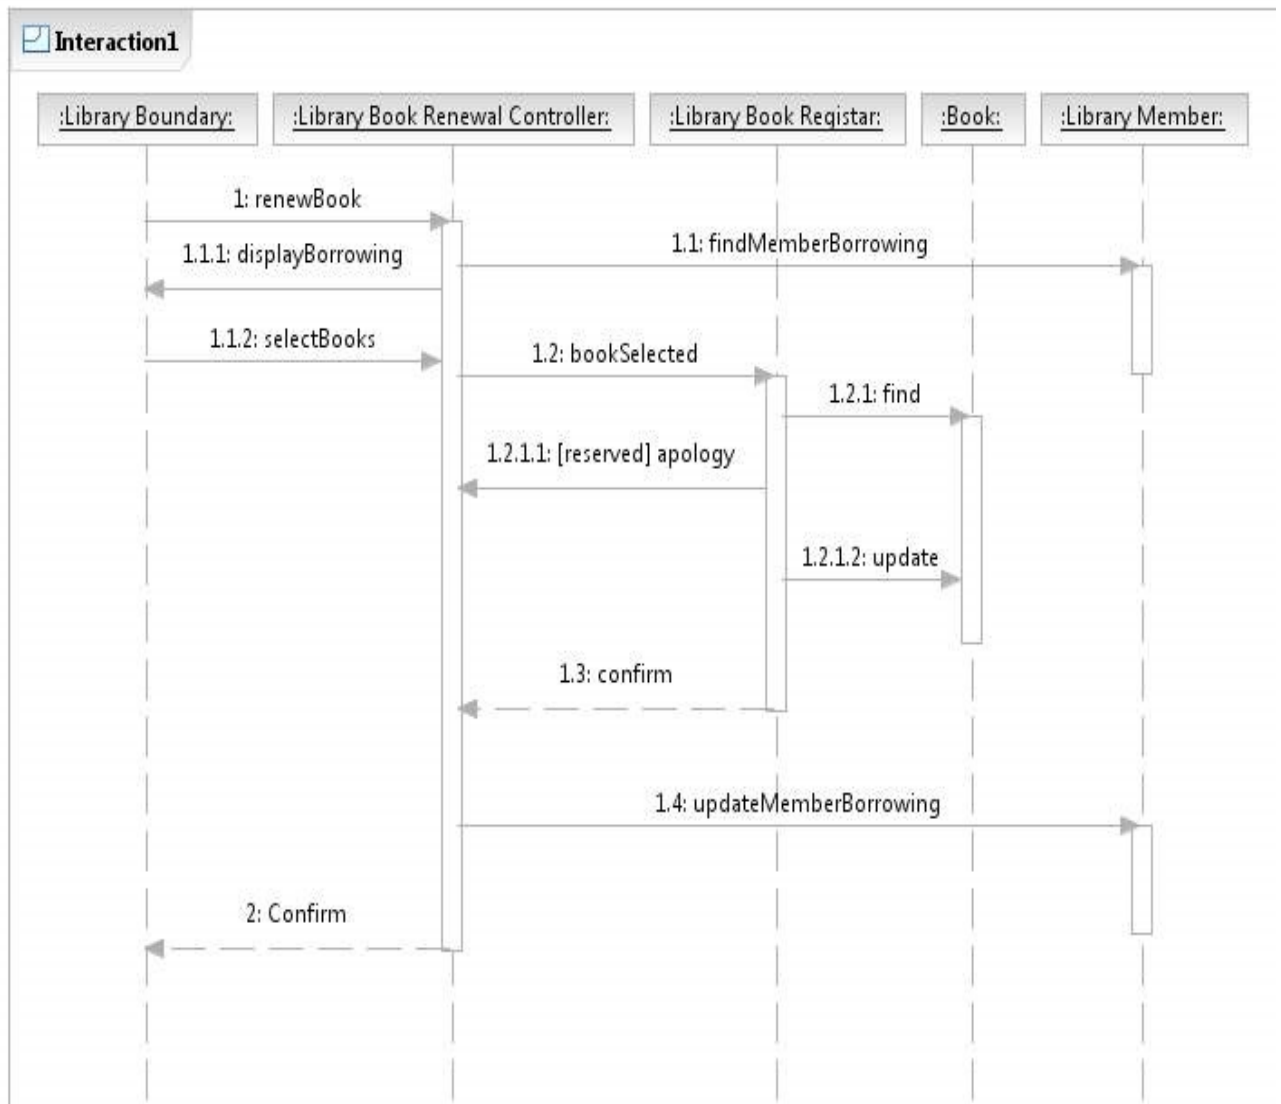 Interaction1
:Library Boundary:
:Library Book Renewal Controller:
:Library Book Registar:
:Book:
:Library Member:
1: renewBook
1.1: findMemberBorrowing
1.1.1: displayBorrowing
1.1.2: selectBooks
1.2: bookSelected
1.2.1: find
1.2.1.1: [reserved] apology
1.2.1.2: update
1.3: confirm
1.4: updateMemberBorrowing
2: Confirm